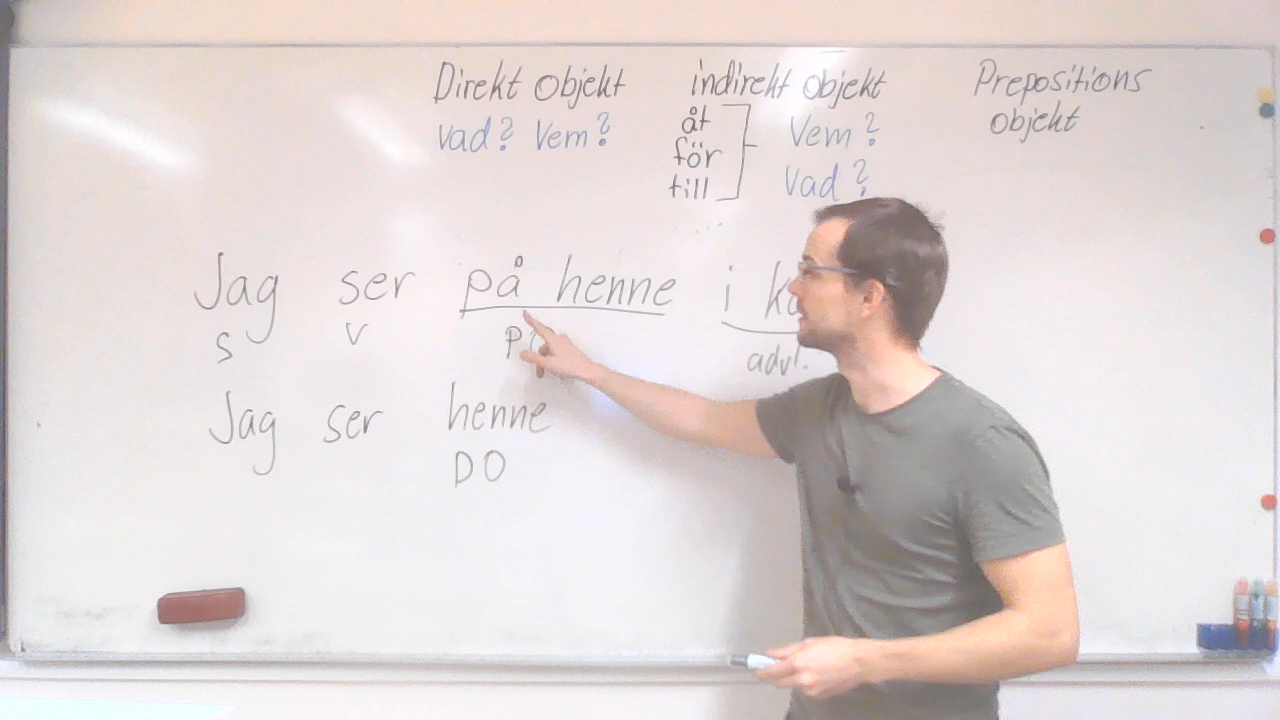 Direkt Objekt indirekt Objekt Prepositions
objekt
Vad? Vem? åt Vem?
för
till Vad?
...
Jag ser på henne i
S V advl.
Jag ser henne
DO